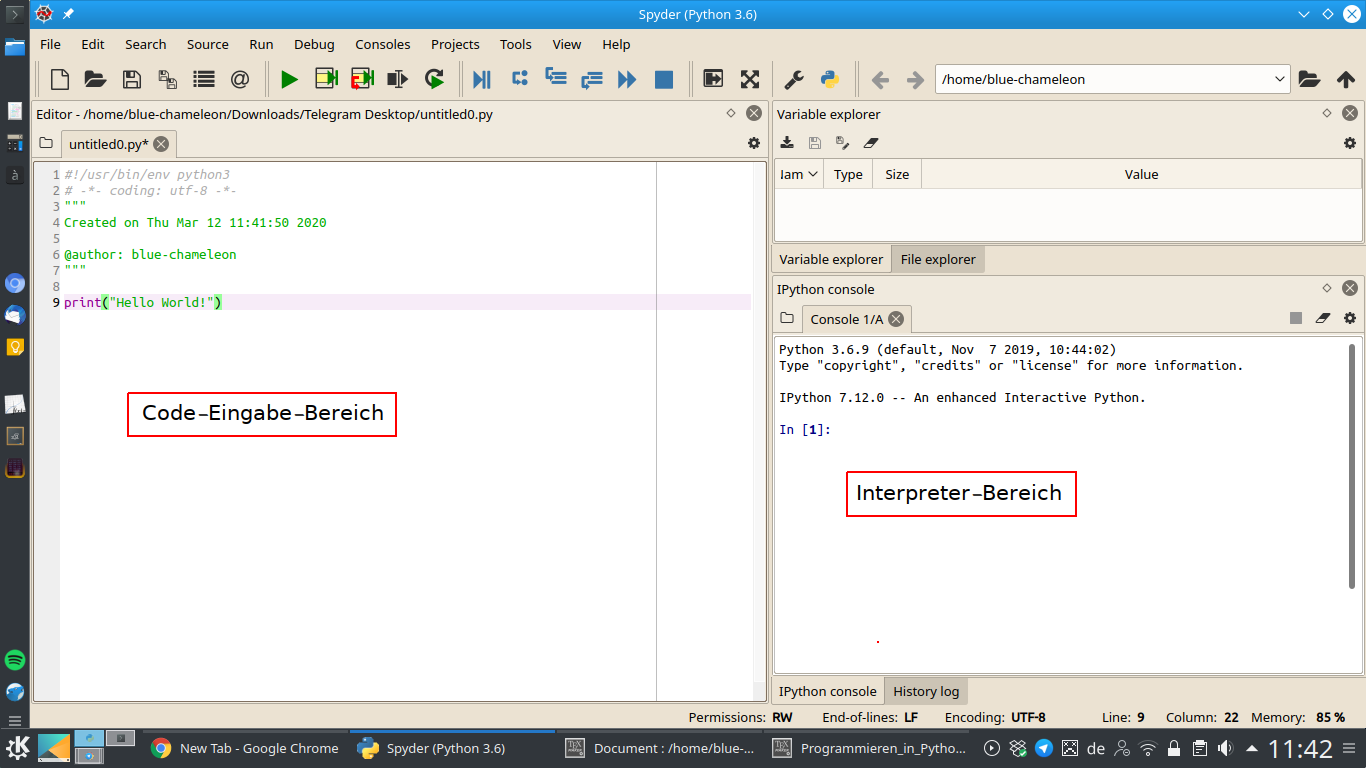 Spyder (Python 3.6)
File Edit Search Source Run Debug Consoles Projects Tools View Help
/home/blue-chameleon
Editor - /home/blue-chameleon/Downloads/Telegram Desktop/untitled0.py
untitled0.py*
1 #!/usr/bin/env python3
2 # -*- coding: utf-8 -*-
3 """
4 Created on Thu Mar 12 11:41:50 2020
5
6 @author: blue-chameleon
7 """
8
9 print("Hello World!")
Code-Eingabe-Bereich
Variable explorer
Nam Type Size Value
Variable explorer File explorer
IPython console
Console 1/A
Python 3.6.9 (default, Nov  7 2019, 10:44:02)
Type "copyright", "credits" or "license" for more information.
IPython 7.12.0 -- An enhanced Interactive Python.
In [1]:
Interpreter-Bereich
IPython console History log
Permissions: RW End-of-lines: LF Encoding: UTF-8 Line: 9 Column: 22 Memory: 85 %
New Tab - Google Chrome Spyder (Python 3.6) Document : /home/blue-... Programmieren_in_Pytho... de 11:42